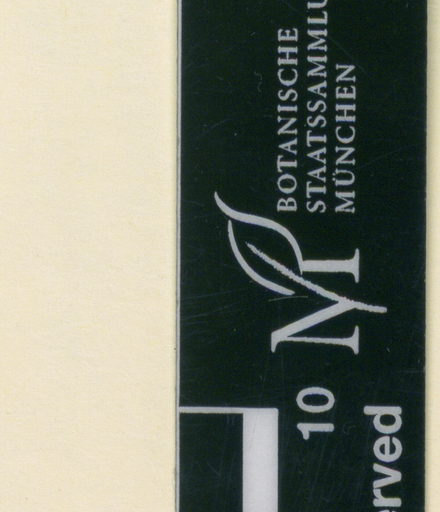 BOTANISCHE
STAATSSAMMLU
MÜNCHEN
M
10
erved